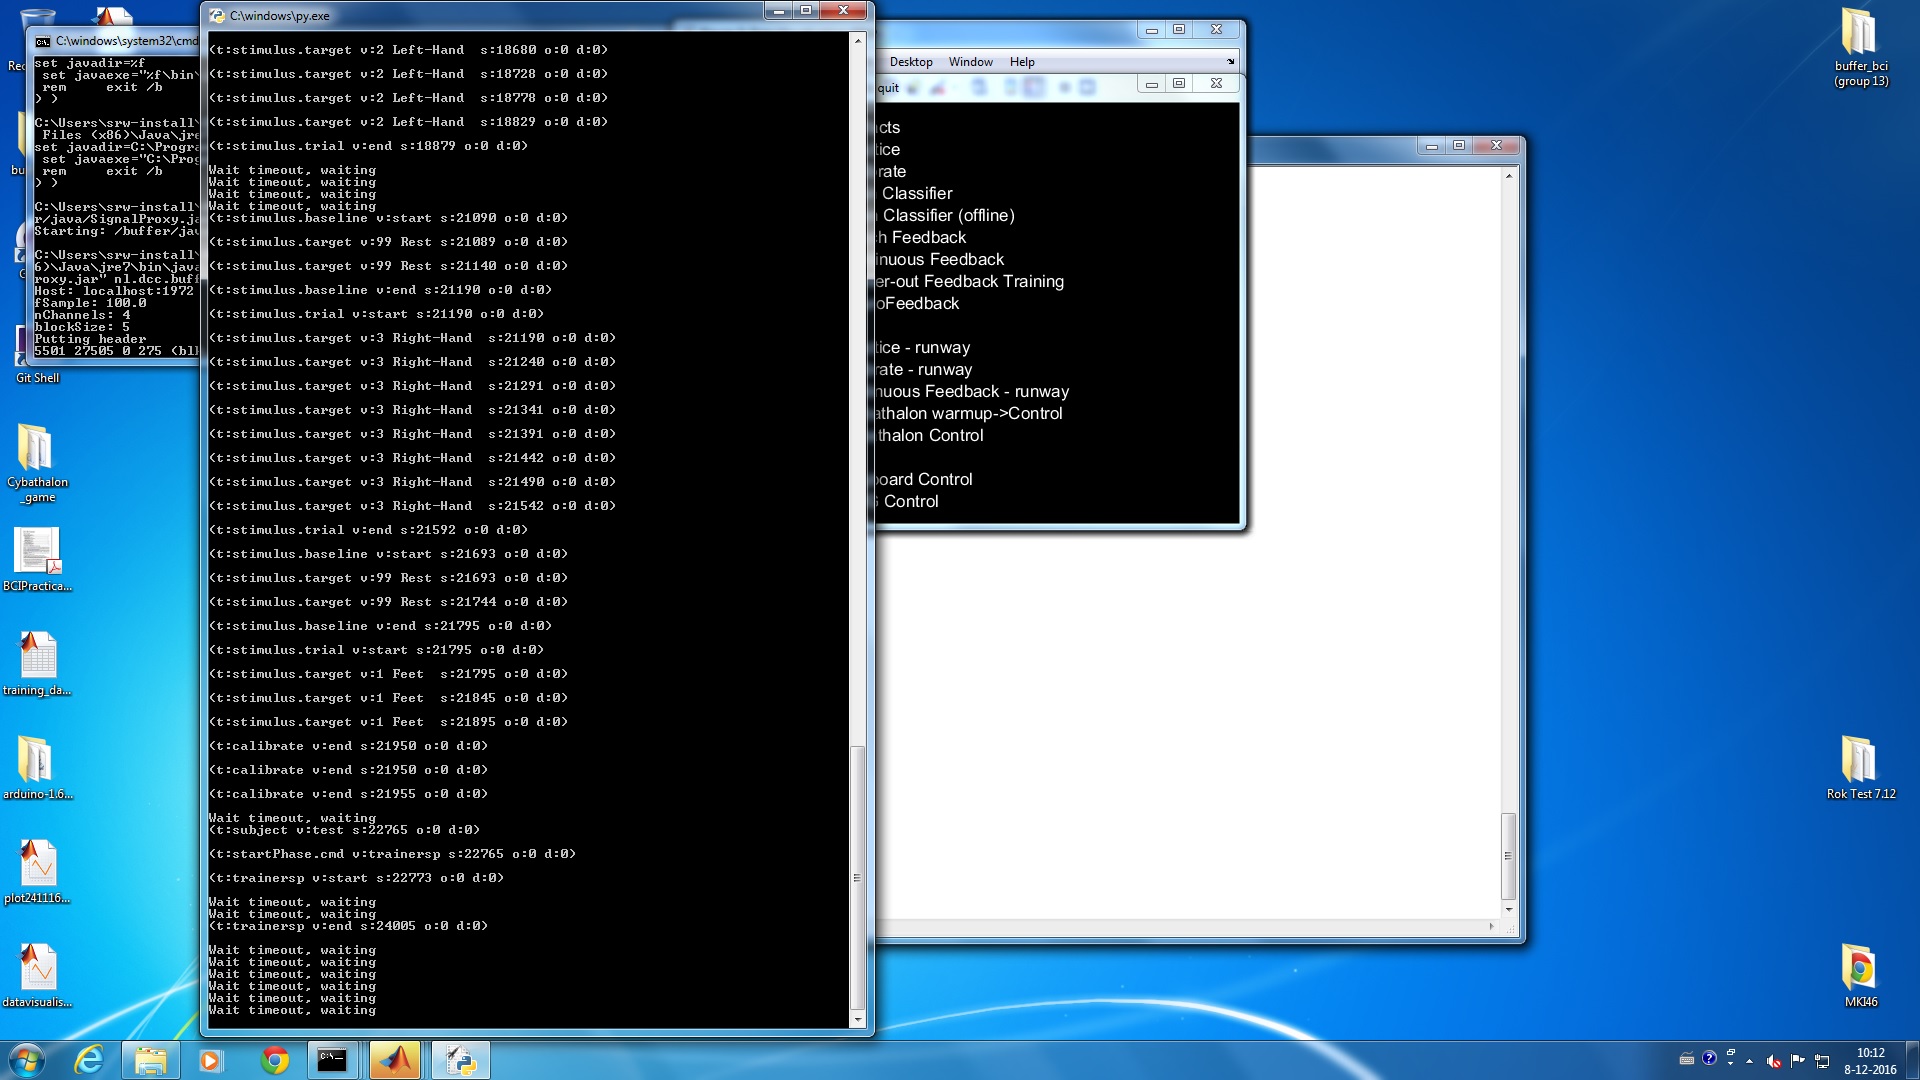 C:\windows\system32\cmd
set javadir=%f
set javaexe="%f\bin\
rem exit /b
) )
C:\Users\srw-install\
Files (x86)\Java\jre
set javadir=C:\Progra
set javaexe="C:\Prog
rem exit /b
) )
C:\Users\srw-install\
r/java/SignalProxy.ja
Starting: /buffer/jav
C:\Users\srw-install\
6)\Java\jre7\bin\java
roxy.jar" nl.dcc.buff
Host: localhost:1972
fSample: 100.0
nChannels: 4
blockSize: 5
Putting header
5501 27505 0 275 (blk
C:\windows\py.exe
(t:stimulus.target v:2 Left-Hand s:18680 o:0 d:0)
(t:stimulus.target v:2 Left-Hand s:18728 o:0 d:0)
(t:stimulus.target v:2 Left-Hand s:18778 o:0 d:0)
(t:stimulus.target v:2 Left-Hand s:18829 o:0 d:0)
(t:stimulus.trial v:end s:18879 o:0 d:0)
Wait timeout, waiting
Wait timeout, waiting
Wait timeout, waiting
Wait timeout, waiting
(t:stimulus.baseline v:start s:21090 o:0 d:0)
(t:stimulus.target v:99 Rest s:21089 o:0 d:0)
(t:stimulus.target v:99 Rest s:21140 o:0 d:0)
(t:stimulus.baseline v:end s:21190 o:0 d:0)
(t:stimulus.trial v:start s:21190 o:0 d:0)
(t:stimulus.target v:3 Right-Hand s:21190 o:0 d:0)
(t:stimulus.target v:3 Right-Hand s:21240 o:0 d:0)
(t:stimulus.target v:3 Right-Hand s:21291 o:0 d:0)
(t:stimulus.target v:3 Right-Hand s:21341 o:0 d:0)
(t:stimulus.target v:3 Right-Hand s:21391 o:0 d:0)
(t:stimulus.target v:3 Right-Hand s:21442 o:0 d:0)
(t:stimulus.target v:3 Right-Hand s:21490 o:0 d:0)
(t:stimulus.target v:3 Right-Hand s:21542 o:0 d:0)
(t:stimulus.trial v:end s:21592 o:0 d:0)
(t:stimulus.baseline v:start s:21693 o:0 d:0)
(t:stimulus.target v:99 Rest s:21693 o:0 d:0)
(t:stimulus.target v:99 Rest s:21744 o:0 d:0)
(t:stimulus.baseline v:end s:21795 o:0 d:0)
(t:stimulus.trial v:start s:21795 o:0 d:0)
(t:stimulus.target v:1 Feet s:21795 o:0 d:0)
(t:stimulus.target v:1 Feet s:21845 o:0 d:0)
(t:stimulus.target v:1 Feet s:21895 o:0 d:0)
(t:calibrate v:end s:21950 o:0 d:0)
(t:calibrate v:end s:21950 o:0 d:0)
(t:calibrate v:end s:21955 o:0 d:0)
Wait timeout, waiting
(t:subject v:test s:22765 o:0 d:0)
(t:startPhase.cmd v:trainersp s:22765 o:0 d:0)
(t:trainersp v:start s:22773 o:0 d:0)
Wait timeout, waiting
Wait timeout, waiting
(t:trainersp v:end s:24005 o:0 d:0)
Wait timeout, waiting
Wait timeout, waiting
Wait timeout, waiting
Wait timeout, waiting
Wait timeout, waiting
Wait timeout, waiting
Desktop Window Help
quit
acts
tice
rate
Classifier
Classifier (offline)
ch Feedback
inuous Feedback
er-out Feedback Training
oFeedback
tice - runway
rate - runway
nuous Feedback - runway
athalon warmup->Control
thalon Control
board Control
Control
Rec
bu
G
Git Shell
Cybathalon
_game
BCIPractica...
training_da...
arduino-1.6...
plot241116...
datavisualis...
buffer_bci
(group 13)
Rok Test 7.12
MKI46
10:12
8-12-2016